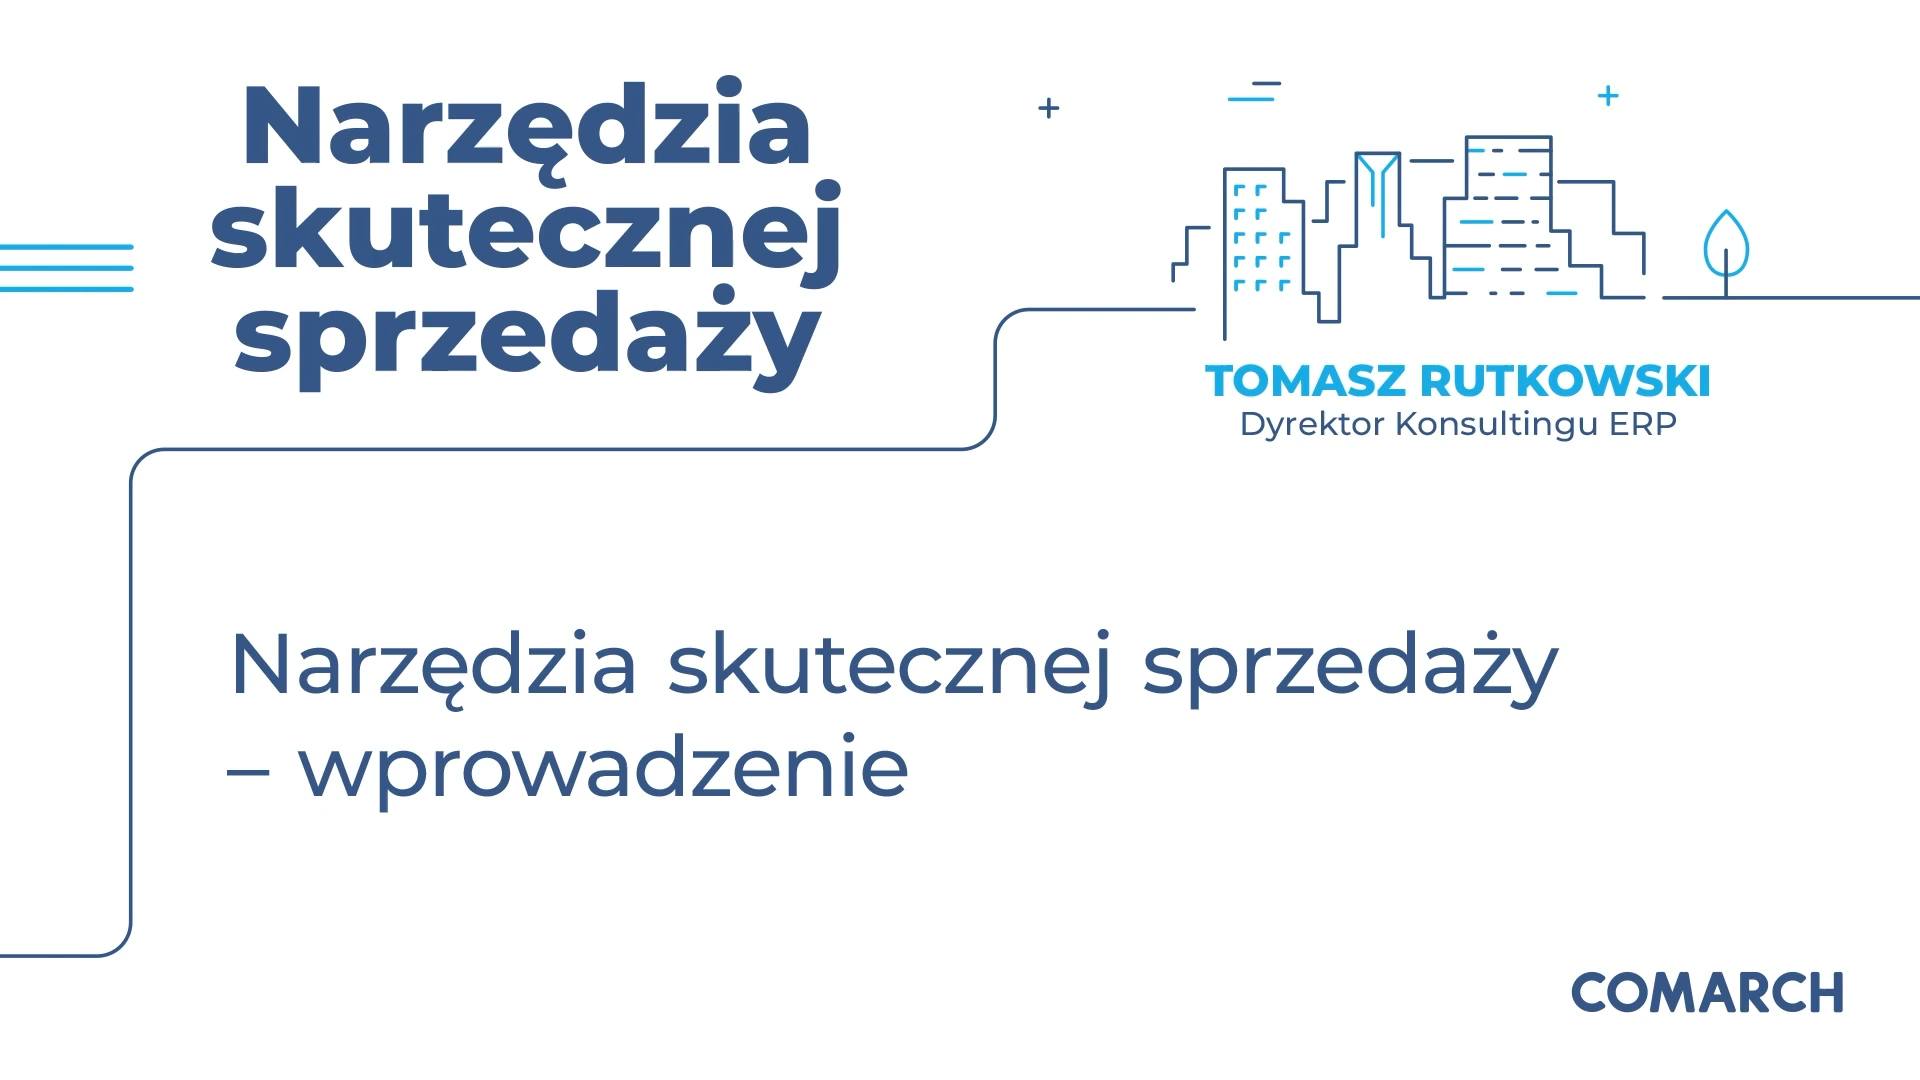 Narzędzia
skutecznej
sprzedaży
TOMASZ RUTKOWSKI
Dyrektor Konsultingu ERP
Narzędzia skutecznej sprzedaży
– wprowadzenie
COMARCH